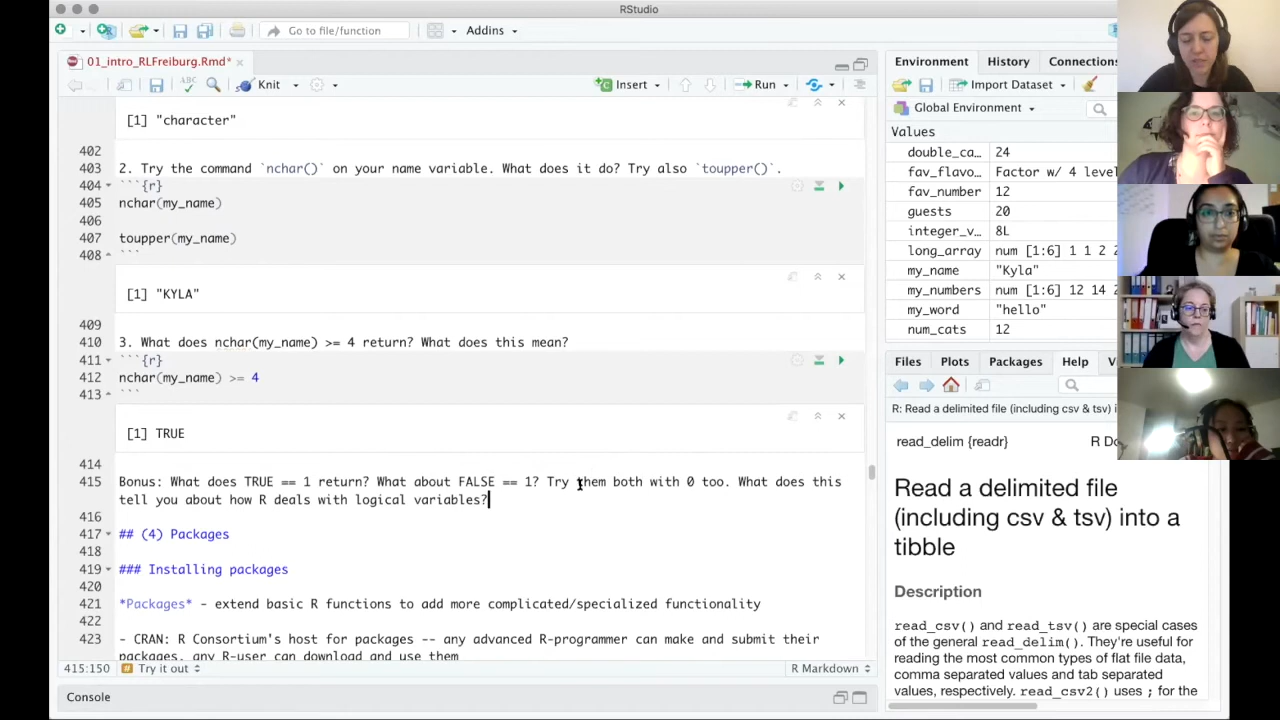 RStudio
Go to file/function
Addins
01_intro_RLFreiburg.Rmd*
Environment History Connections
ABC Knit Insert Run
Import Dataset
Global Environment
[1] "character"
Values
402
403 2. Try the command `nchar()` on your name variable. What does it do? Try also `toupper()`.
404 ```{r}
405 nchar(my_name)
406
407 toupper(my_name)
408 ```
double_ca… 24
fav_flavo… Factor w/ 4 level
fav_number 12
guests 20
integer_v… 8L
long_array num [1:6] 1 1 2 2
my_name "Kyla"
my_numbers num [1:6] 12 14 2
my_word "hello"
num_cats 12
[1] "KYLA"
409
410 3. What does nchar(my_name) >= 4 return? What does this mean?
411 ```{r}
412 nchar(my_name) >= 4
413 ```
Files Plots Packages Help V
R: Read a delimited file (including csv & tsv) i
[1] TRUE
read_delim {readr} R Do
414
415 Bonus: What does TRUE == 1 return? What about FALSE == 1? Try them both with 0 too. What does this
tell you about how R deals with logical variables?
416
417 ## (4) Packages
418
419 ### Installing packages
420
421 *Packages* - extend basic R functions to add more complicated/specialized functionality
422
423 - CRAN: R Consortium's host for packages -- any advanced R-programmer can make and submit their
packages, any R-user can download and use them
Read a delimited file
(including csv & tsv) into a
tibble
Description
read_csv() and read_tsv() are special cases
of the general read_delim(). They're useful for
reading the most common types of flat file data,
comma separated values and tab separated
values, respectively. read_csv2() uses ; for the
415:150 # Try it out R Markdown
Console